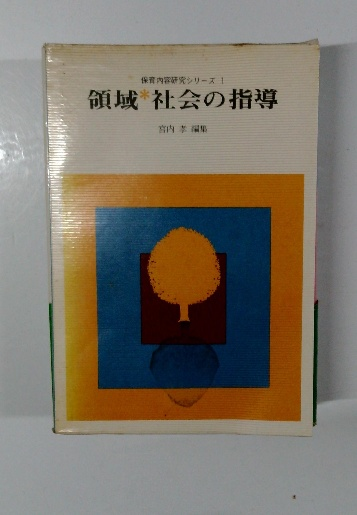 保育内容研究シリーズ 1
領域*社会の指導
宮内 孝 編集